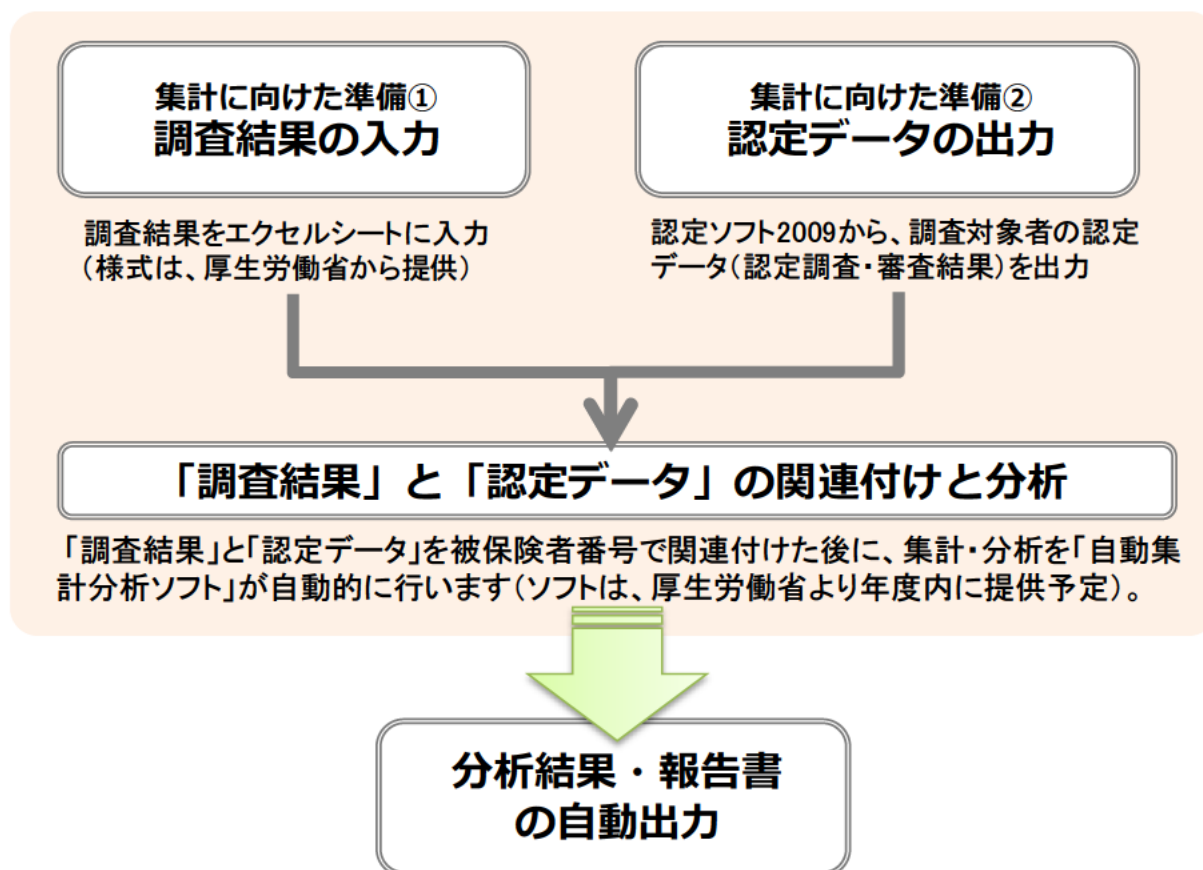 集計に向けた準備①
調査結果の入力
調査結果をエクセルシートに入力
（様式は、厚生労働省から提供）
集計に向けた準備②
認定データの出力
認定ソフト2009から、調査対象者の認定
データ（認定調査・審査結果）を出力
「調査結果」と「認定データ」の関連付けと分析
「調査結果」と「認定データ」を被保険者番号で関連付けた後に、集計・分析を「自動集
計分析ソフト」が自動的に行います（ソフトは、厚生労働省より年度内に提供予定）。
分析結果・報告書
の自動出力